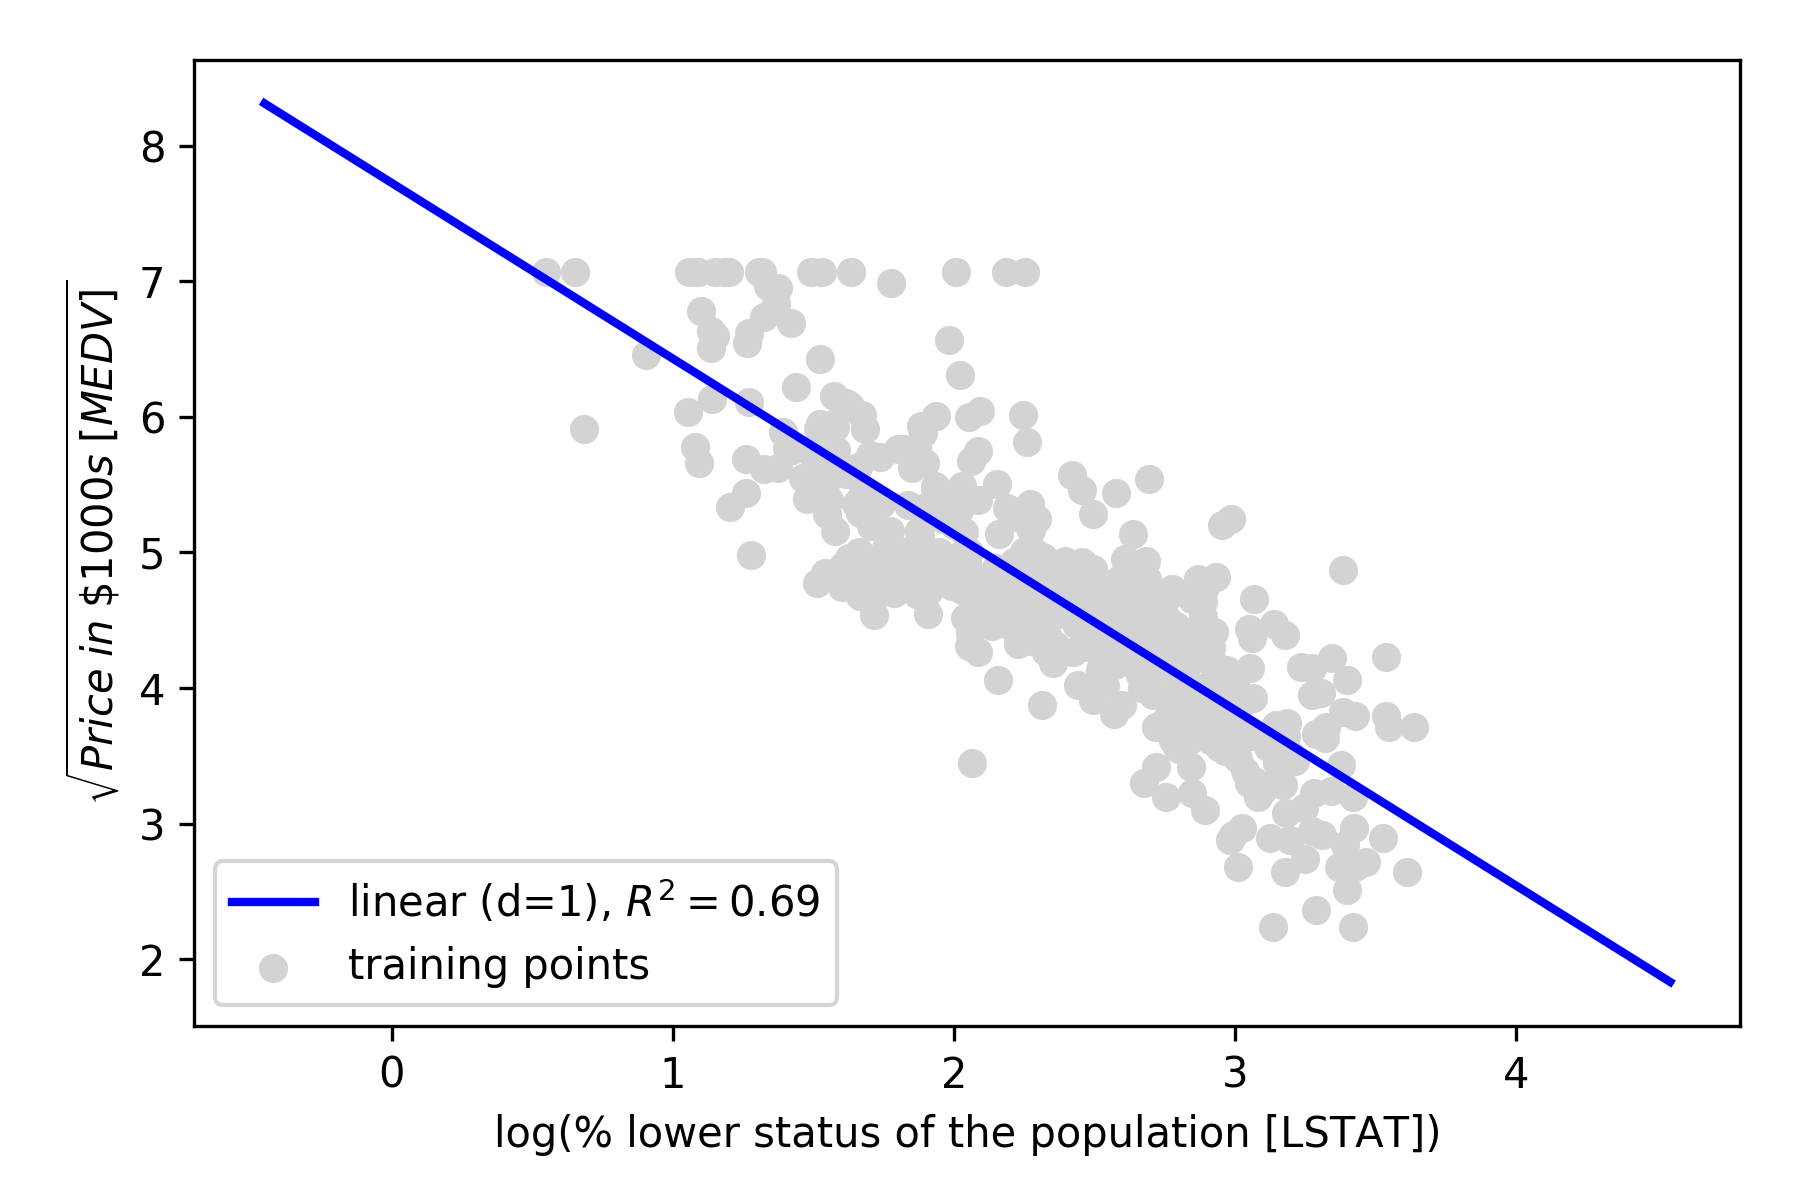 8
7
6
5
4
3
2
√Price in $1000s [MEDV]
linear (d=1), R² = 0.69
training points
0 1 2 3 4
log(% lower status of the population [LSTAT])